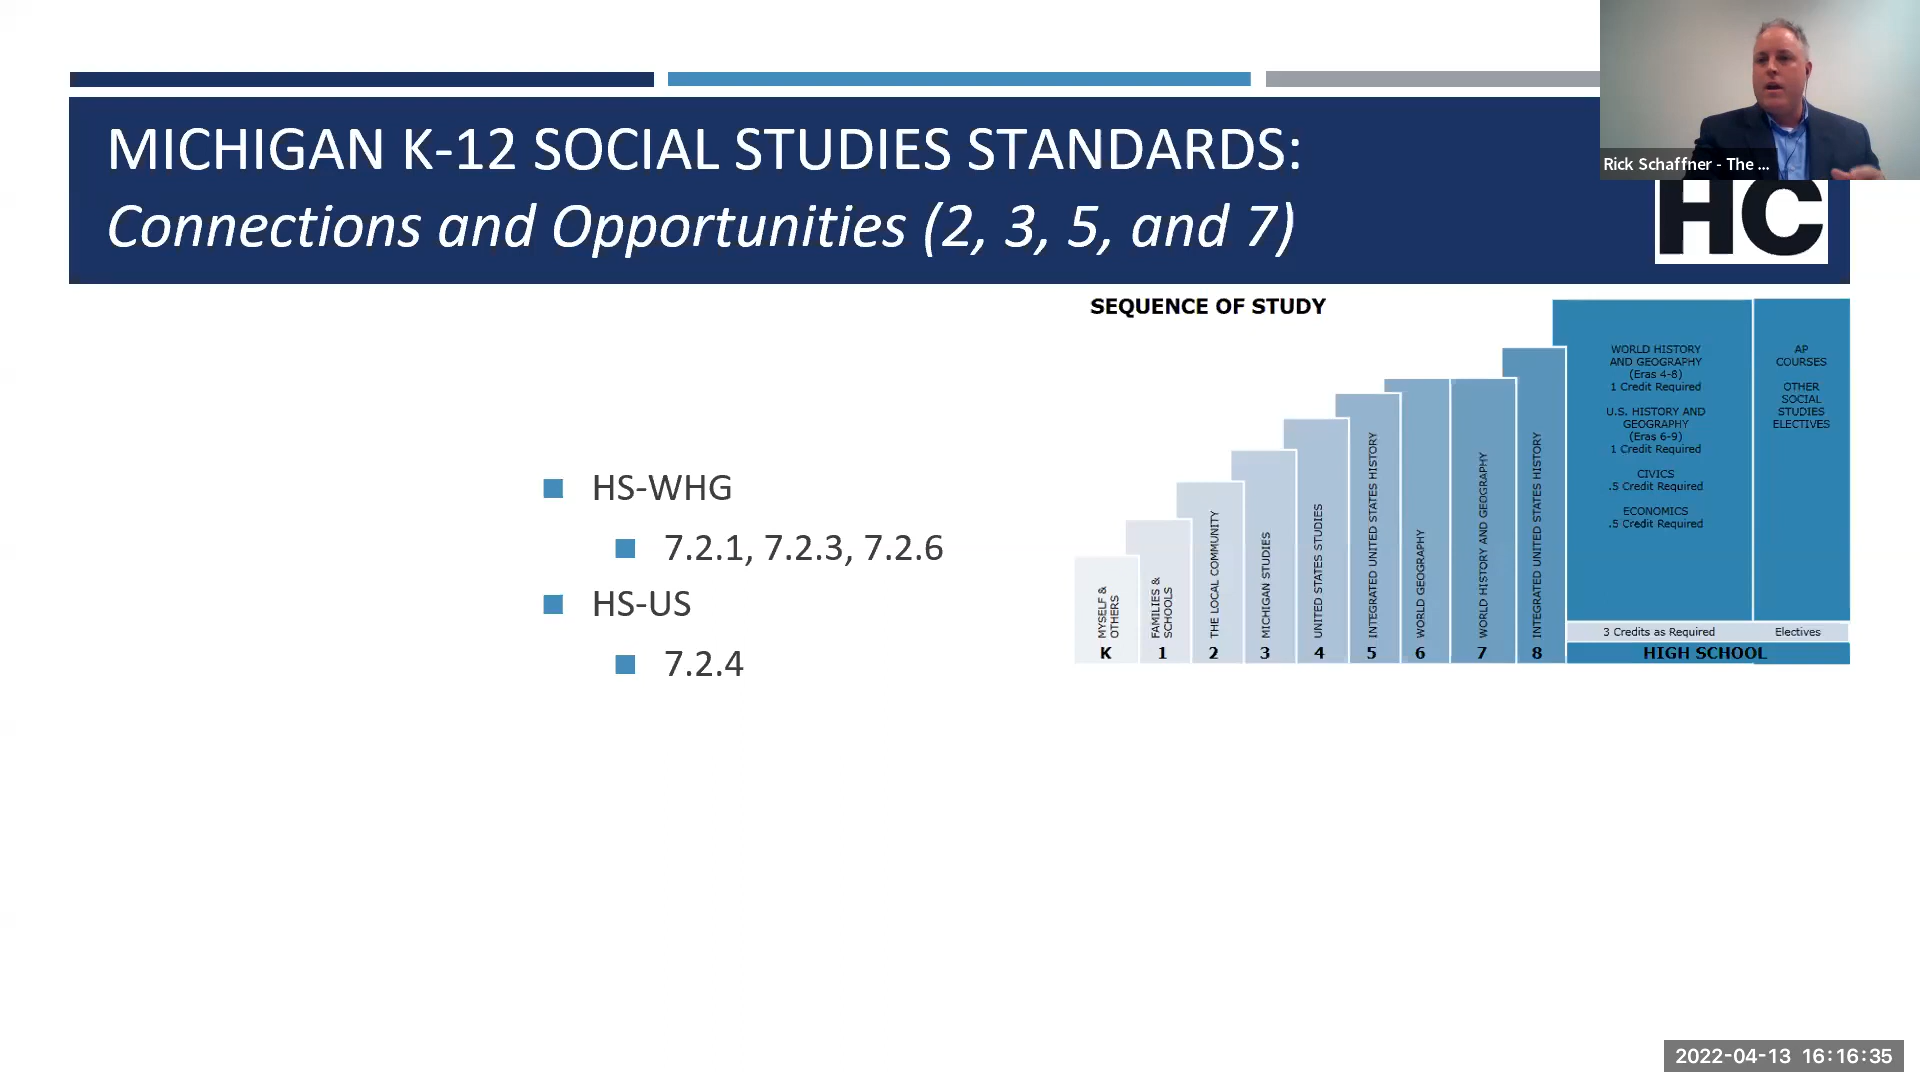 MICHIGAN K-12 SOCIAL STUDIES STANDARDS:
Connections and Opportunities (2, 3, 5, and 7)
Rick Schaffner - The ...
HC
HS-WHG
7.2.1, 7.2.3, 7.2.6
HS-US
7.2.4
SEQUENCE OF STUDY
MYSELF &
OTHERS
K
FAMILIES &
SCHOOLS
1
THE LOCAL COMMUNITY
2
MICHIGAN STUDIES
3
UNITED STATES STUDIES
4
INTEGRATED UNITED STATES HISTORY
5
WORLD GEOGRAPHY
6
WORLD HISTORY AND GEOGRAPHY
7
INTEGRATED UNITED STATES HISTORY
8
WORLD HISTORY
AND GEOGRAPHY
(Eras 4-8)
1 Credit Required
U.S. HISTORY AND
GEOGRAPHY
(Eras 6-9)
1 Credit Required
CIVICS
.5 Credit Required
ECONOMICS
.5 Credit Required
3 Credits as Required
AP
COURSES
OTHER
SOCIAL
STUDIES
ELECTIVES
Electives
HIGH SCHOOL
2022-04-13 16:16:35